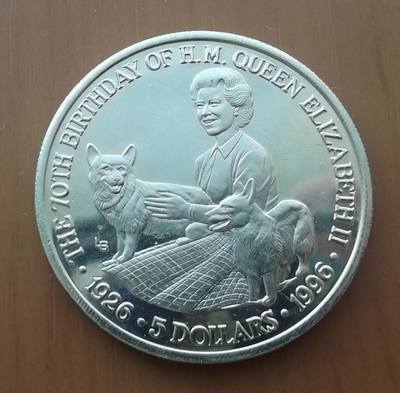 · THE 70TH BIRTHDAY OF H.M. QUEEN ELIZABETH II ·
1926 · 5 DOLLARS · 1996
LB